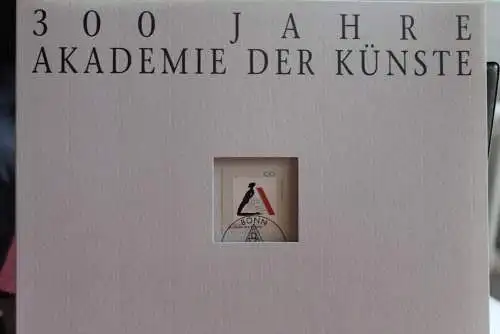 300 JAHRE
AKADEMIE DER KÜNSTE
100
BONN